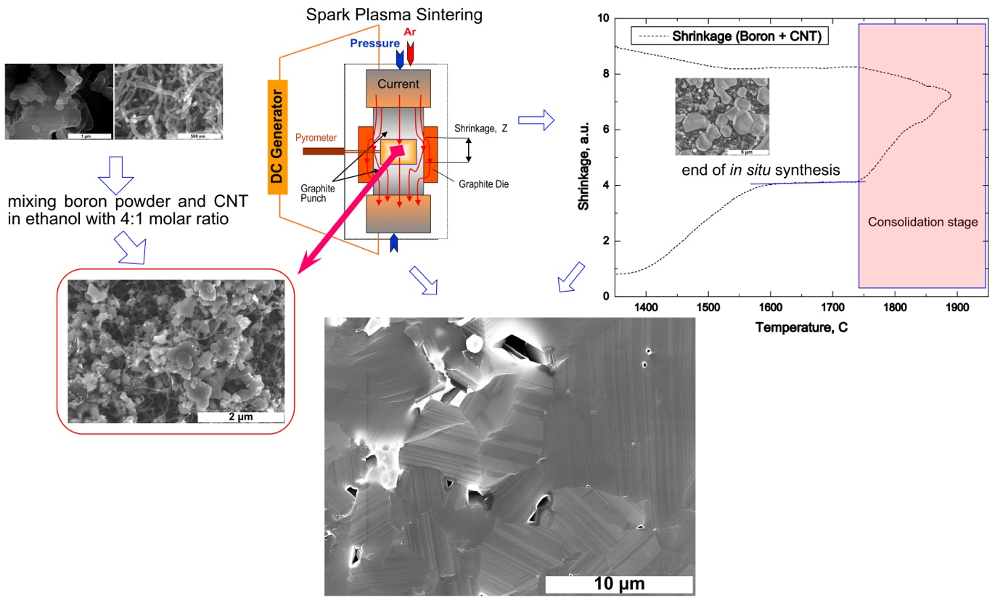 Spark Plasma Sintering
Ar
Pressure
Current
DC Generator
Pyrometer
Shrinkage, Z
Graphite
Punch
Graphite Die
1 µm
500 nm
mixing boron powder and CNT
in ethanol with 4:1 molar ratio
2 µm
Shrinkage (Boron + CNT)
10
8
6
4
2
0
Shrinkage, a.u.
5 µm
end of in situ synthesis
Consolidation stage
1400 1500 1600 1700 1800 1900
Temperature, C
10 µm